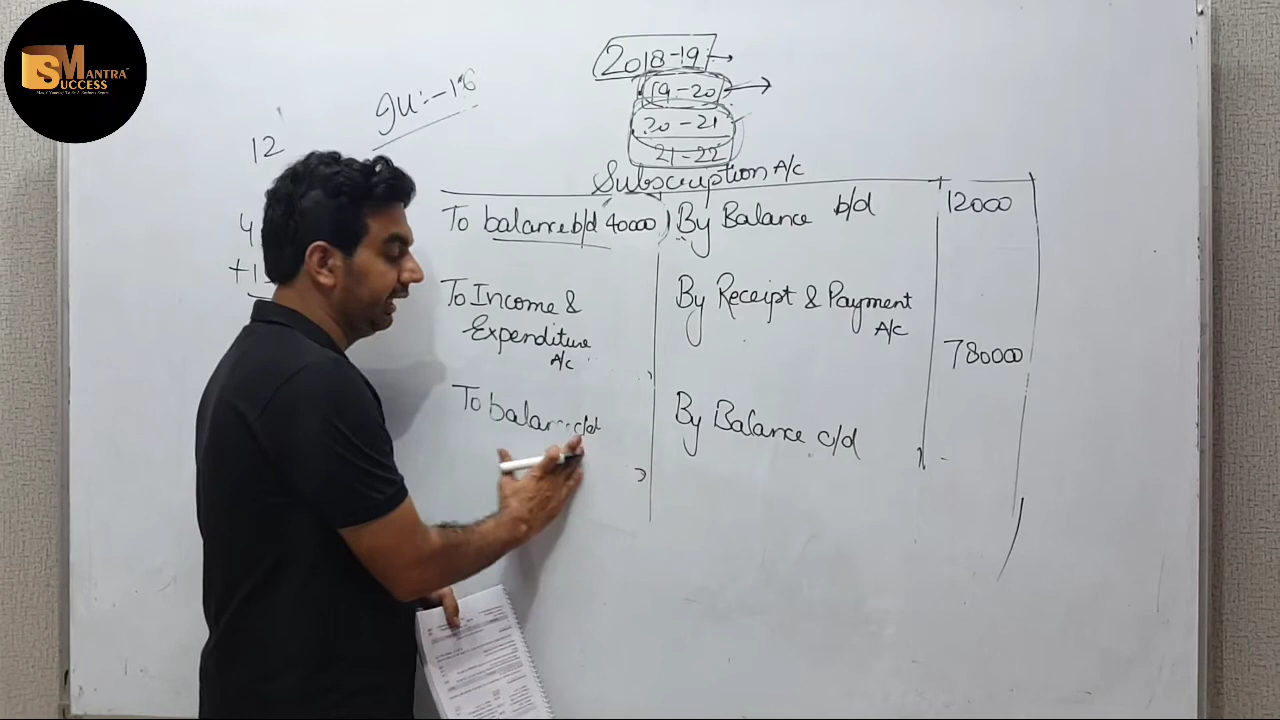 MANTRA
SUCCESS
2018-19
19-20
20-21
21-22
12
Subscription A/c
To balance b/d 40000
By Balance b/d 12000
To Income &
Expenditure
A/c
By Receipt & Payment
A/c
780000
To balance c/d
By Balance c/d